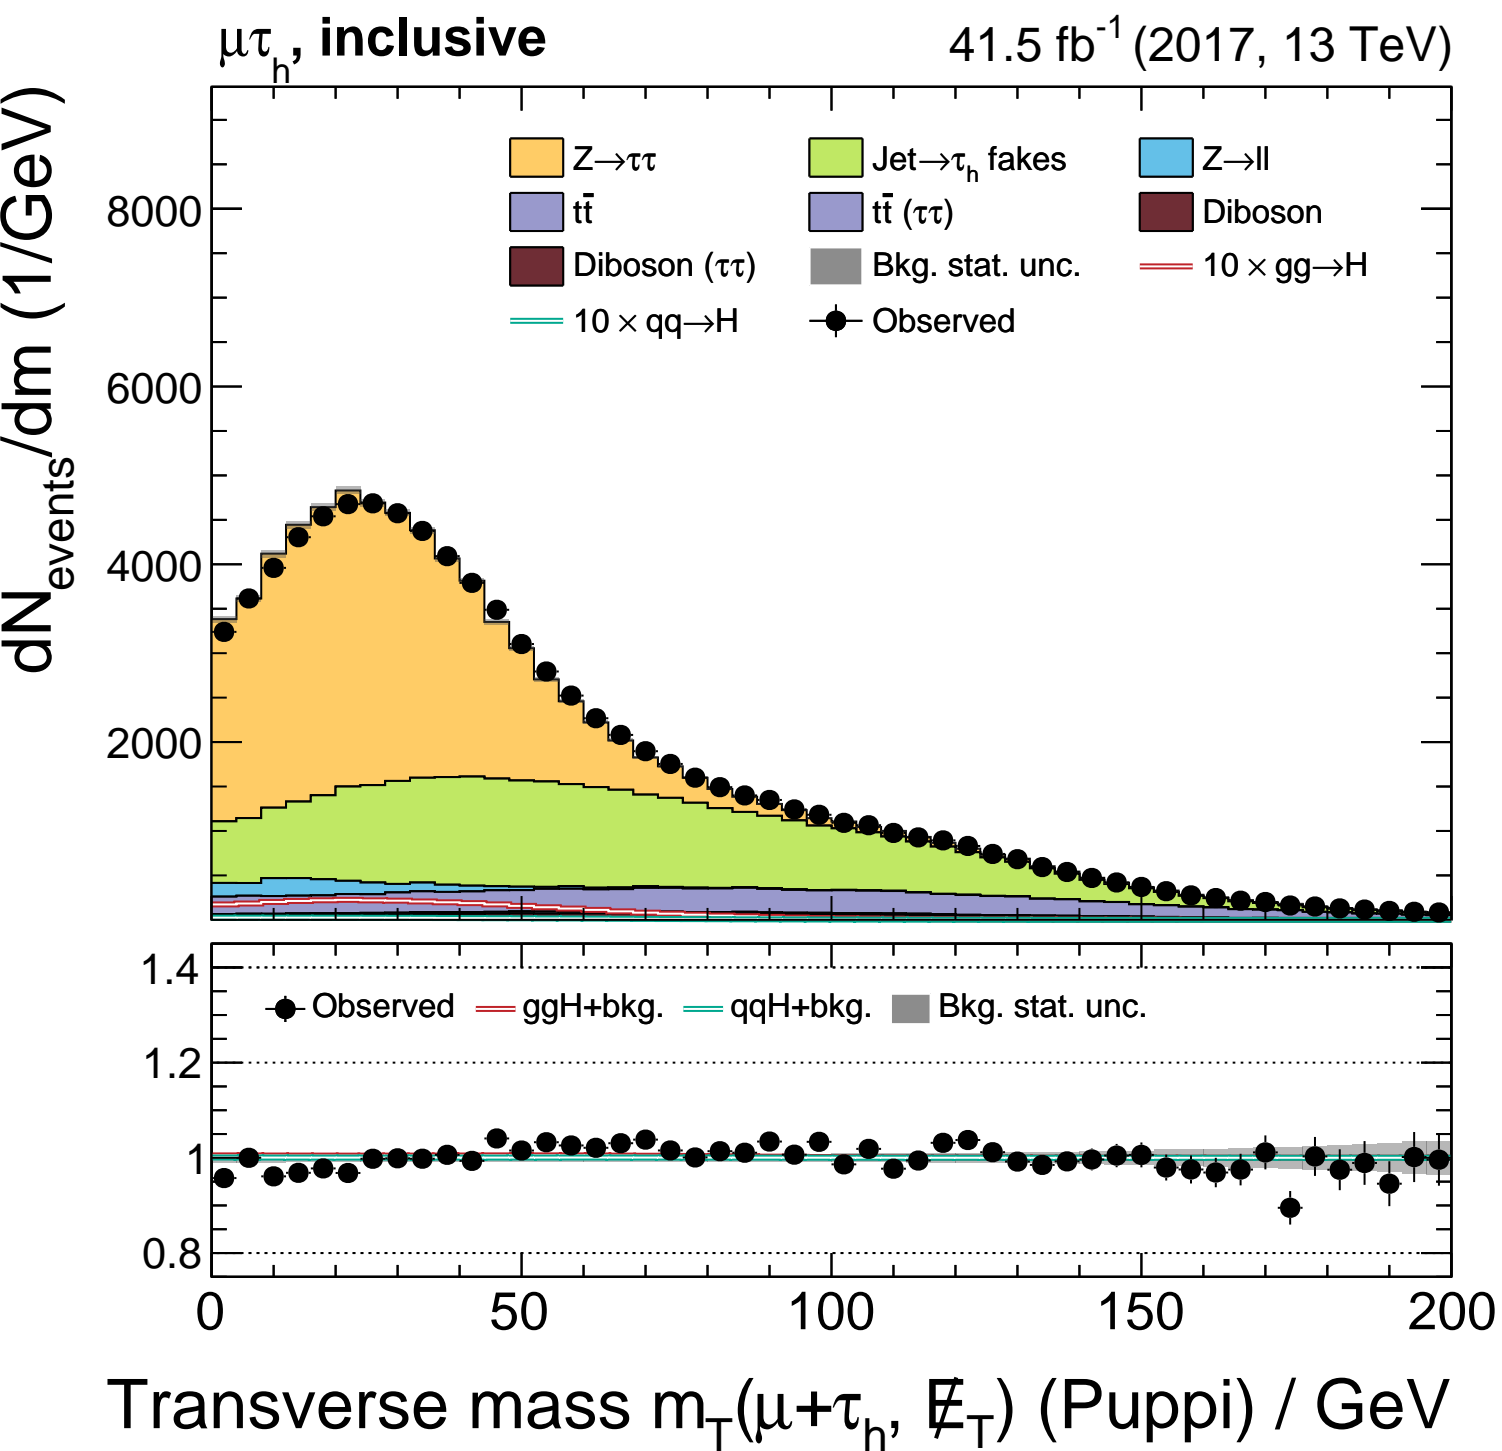 μτh, inclusive 41.5 fb-1 (2017, 13 TeV)
dNevents/dm (1/GeV)
Z→ττ Jet→τh fakes Z→ll
tt̄ tt̄ (ττ) Diboson
Diboson (ττ) Bkg. stat. unc. 10 × gg→H
10 × qq→H Observed
8000
6000
4000
2000
1.4
Observed ggH+bkg. qqH+bkg. Bkg. stat. unc.
1.2
1
0.8
0 50 100 150 200
Transverse mass mT(μ+τh, E̸T) (Puppi) / GeV